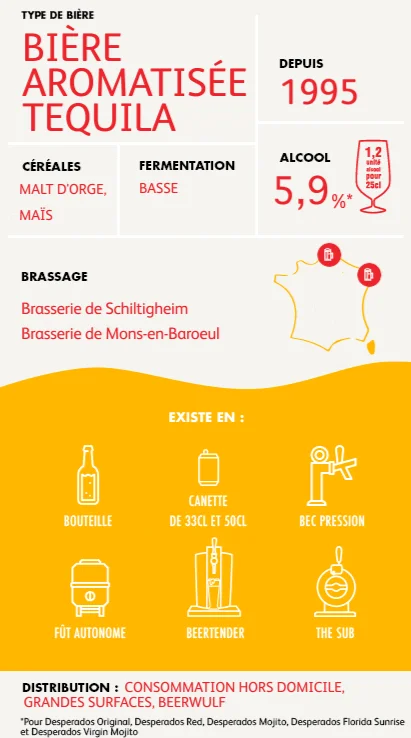 TYPE DE BIÈRE
BIÈRE
AROMATISÉE
TEQUILA
DEPUIS
1995
CÉRÉALES
MALT D'ORGE,
MAÏS
FERMENTATION
BASSE
ALCOOL
5,9%*
1,2
unité
alcool
pour
25cl
BRASSAGE
Brasserie de Schiltigheim
Brasserie de Mons-en-Baroeul
EXISTE EN :
BOUTEILLE
CANETTE
DE 33CL ET 50CL
BEC PRESSION
FÛT AUTONOME
BEERTENDER
THE SUB
DISTRIBUTION : CONSOMMATION HORS DOMICILE,
GRANDES SURFACES, BEERWULF
*Pour Desperados Original, Desperados Red, Desperados Mojito, Desperados Florida Sunrise
et Desperados Virgin Mojito